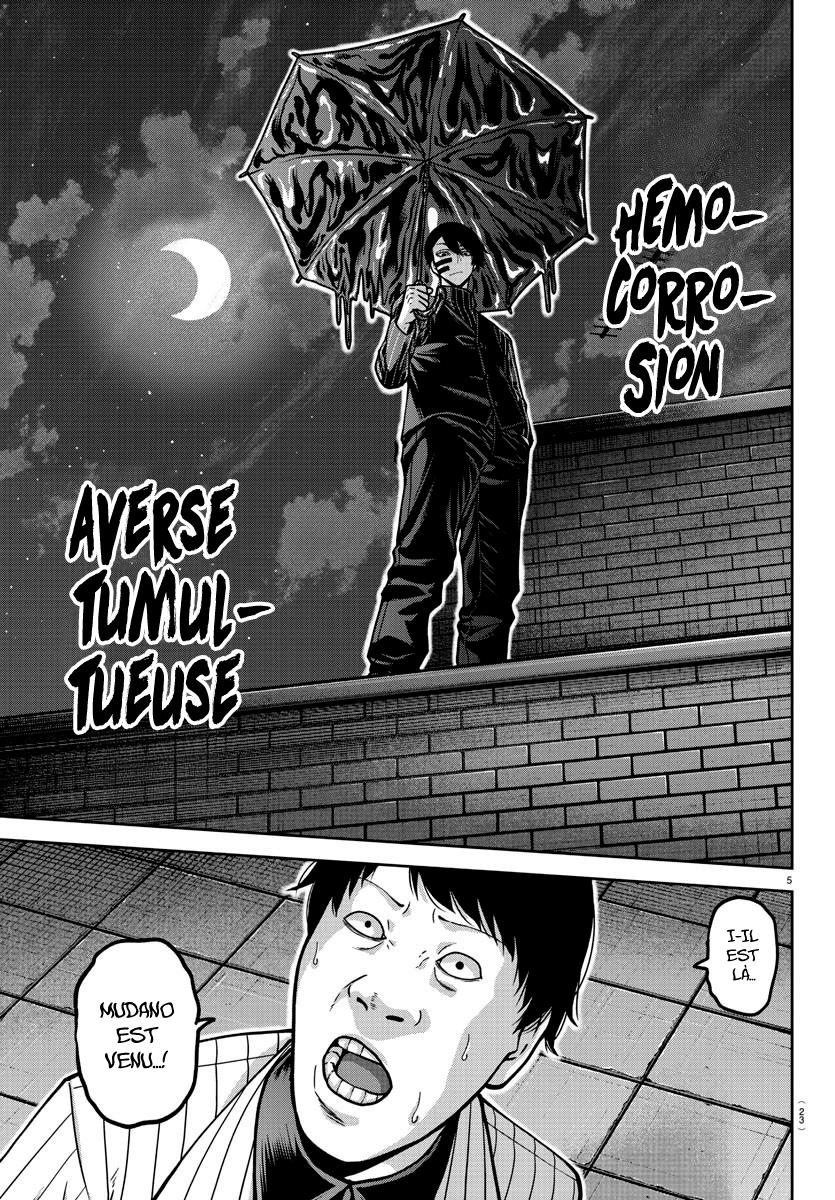 HEMO-
CORRO-
SION
AVERSE
TUMUL-
TUEUSE
5
I-IL
EST
LÀ...
MUDANO
EST
VENU...!
(23)